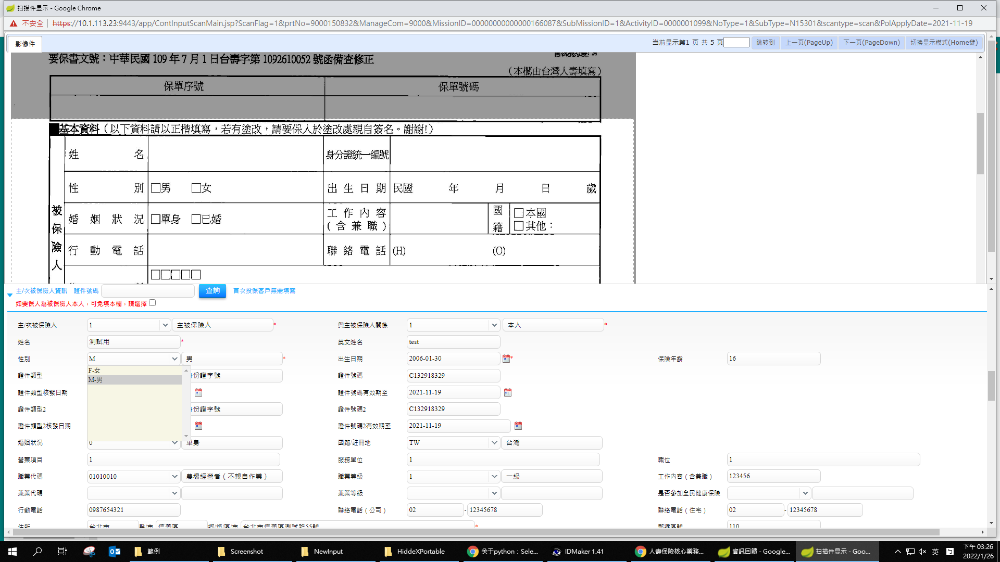 扫描件显示 - Google Chrome
不安全 | https://10.1.113.23:9443/app/ContInputScanMain.jsp?ScanFlag=1&prtNo=9000150832&ManageCom=9000&MissionID=00000000000000166087&SubMissionID=1&ActivityID=0000001099&NoType=1&SubType=N15301&scantype=scan&PolApplyDate=2021-11-19
影像件 当前显示第1 页 共 5 页 跳转到 上一页(PageUp) 下一页(PageDown) 切换显示模式(Home键)
要保書文號：中華民國 109 年 7 月 1 日台壽字第 1092610052 號函備查修正
（本欄由台灣人壽填寫）
保單序號 保單號碼
■基本資料（以下資料請以正楷填寫，若有塗改，請要保人於塗改處親自簽名。謝謝!）
被保險人
姓名 身分證統一編號
性別 □男 □女 出生日期 民國 年 月 日 歲
婚姻狀況 □單身 □已婚 工作內容(含兼職) 國籍 □本國 □其他：
行動電話 聯絡電話 (H) (O)
□□□□□
主/次被保險人資訊 證件號碼 查詢 首次投保客戶無需填寫
如要保人為被保險人本人，可免填本欄，請選擇
主/次被保險人 1 主被保險人 * 與主被保險人關係 1 本人 *
姓名 測試用 * 英文姓名 test
性別 M 男 * 出生日期 2006-01-30 * 保險年齡 16
F-女
M-男
證件類型 身份證字號 證件號碼 C132918329
證件類型核發日期 證件號碼有效期至 2021-11-19
證件類型2 身份證字號 證件號碼2 C132918329
證件類型2核發日期 證件號碼2有效期至 2021-11-19
婚姻狀況 0 單身 國籍/註冊地 TW 台灣
營業項目 1 服務單位 1 職位 1
職業代碼 01010010 農場經營者（不親自作業） 職業等級 1 一級 工作內容（含兼職） 123456
兼業代碼 兼業等級 是否參加全民健康保險
行動電話 0987654321 聯絡電話（公司） 02 - 12345678 聯絡電話（住宅） 02 - 12345678
住所 台北市 縣/市 信義區 鄉/鎮/區/市 台北市信義區測試路55號 * 郵遞區號 110
範例 Screenshot NewInput HiddeXPortable 关于python：Sele... IDMaker 1.41 人壽保險核心業務... 資訊回饋 - Google... 扫描件显示 - Goo... 英 下午 03:26
2022/1/26